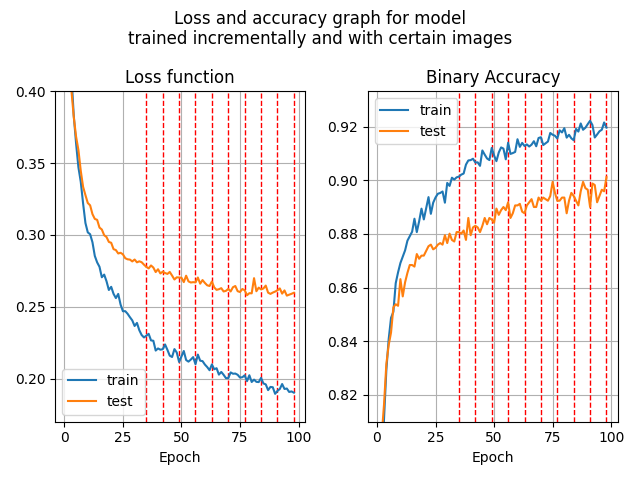 Loss and accuracy graph for model
trained incrementally and with certain images
Loss function
0.40
0.35
0.30
0.25
0.20
train
test
0 25 50 75 100
Epoch
Binary Accuracy
train
test
0.92
0.90
0.88
0.86
0.84
0.82
0 25 50 75 100
Epoch